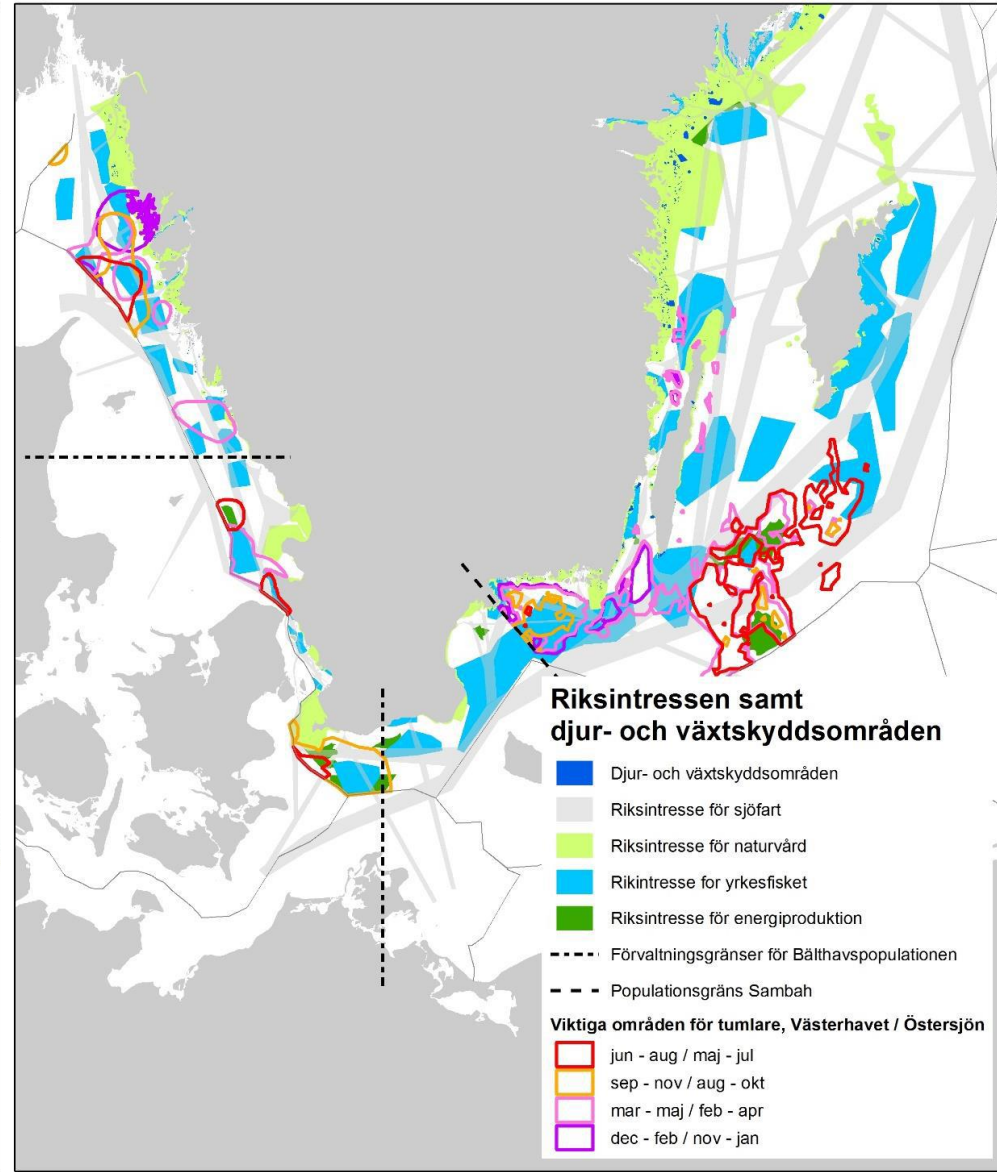 Riksintressen samt
djur- och växtskyddsområden
Djur- och växtskyddsområden
Riksintresse för sjöfart
Riksintresse för naturvård
Rikintresse for yrkesfisket
Riksintresse för energiproduktion
Förvaltningsgränser för Bälthavspopulationen
Populationsgräns Sambah
Viktiga områden för tumlare, Västerhavet / Östersjön
jun - aug / maj - jul
sep - nov / aug - okt
mar - maj / feb - apr
dec - feb / nov - jan